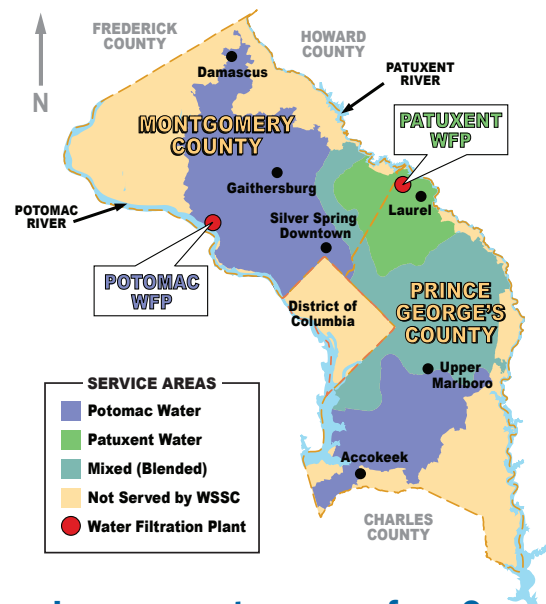 FREDERICK
COUNTY
HOWARD
COUNTY
N
Damascus
PATUXENT
RIVER
MONTGOMERY
COUNTY
PATUXENT
WFP
Gaithersburg
Laurel
POTOMAC
RIVER
Silver Spring
Downtown
POTOMAC
WFP
District of
Columbia
PRINCE
GEORGE'S
COUNTY
Upper
Marlboro
SERVICE AREAS
Potomac Water
Patuxent Water
Mixed (Blended)
Not Served by WSSC
Water Filtration Plant
Accokeek
CHARLES
COUNTY